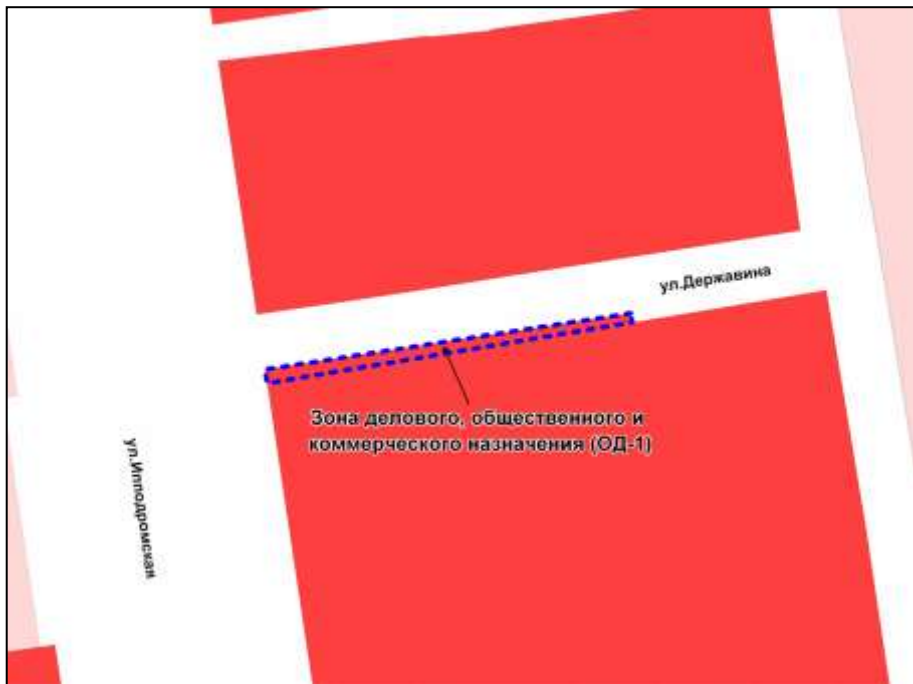 ул.Державина
Зона делового, общественного и
коммерческого назначения (ОД-1)
ул.Ипподромская